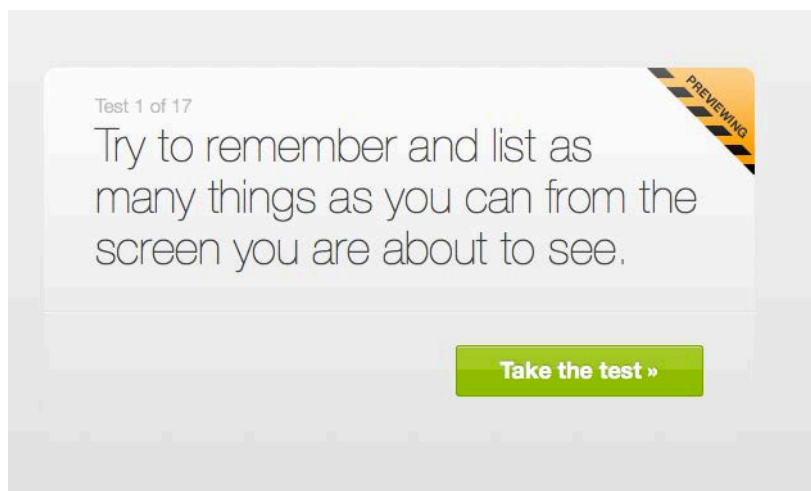 Test 1 of 17
PREVIEWING
Try to remember and list as
many things as you can from the
screen you are about to see.
Take the test »